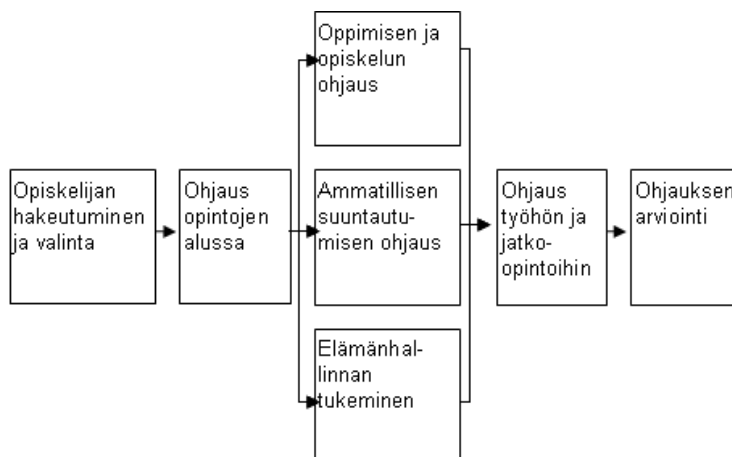 Oppimisen ja
opiskelun
ohjaus
Opiskelijan
hakeutuminen
ja valinta
Ohjaus
opintojen
alussa
Ammatillisen
suuntautu-
misen ohjaus
Ohjaus
työhön ja
jatko-
opintoihin
Ohjauksen
arviointi
Elämänhal-
linnan
tukeminen